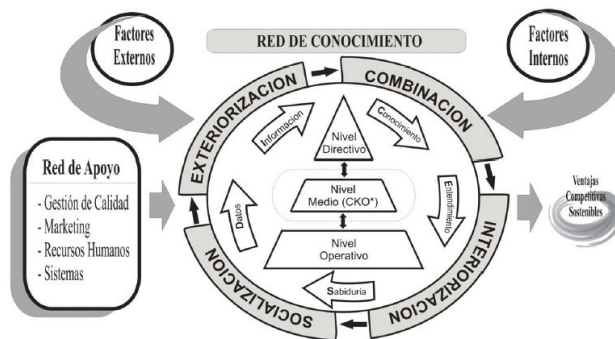 Factores
Externos
RED DE CONOCIMIENTO
Factores
Internos
EXTERIORIZACION
COMBINACION
Información
Conocimiento
Nivel
Directivo
Red de Apoyo
- Gestión de Calidad
- Marketing
- Recursos Humanos
- Sistemas
Datos
Nivel
Medio (CKO*)
Entendimiento
Ventajas
Competitivas
Sostenibles
Nivel
Operativo
Sabiduria
SOCIALIZACION
INTERIORIZACION